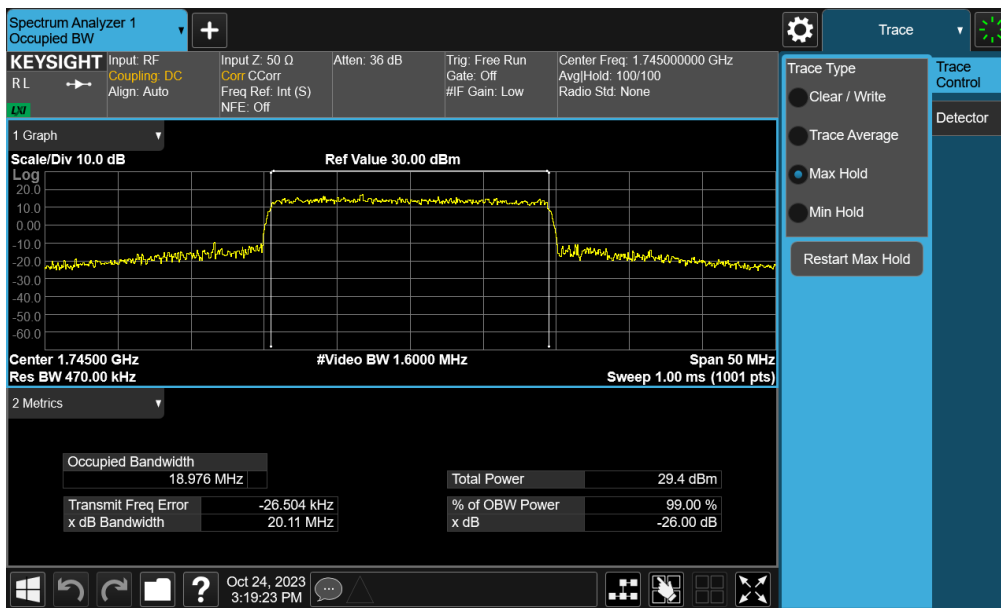 Spectrum Analyzer 1
Occupied BW
+
Trace
KEYSIGHT
R L
LXI
Input: RF
Coupling: DC
Align: Auto
Input Z: 50 Ω
Corr CCorr
Freq Ref: Int (S)
NFE: Off
Atten: 36 dB
Trig: Free Run
Gate: Off
#IF Gain: Low
Center Freq: 1.745000000 GHz
Avg|Hold: 100/100
Radio Std: None
1 Graph
Scale/Div 10.0 dB
Ref Value 30.00 dBm
Log
20.0
10.0
0.00
-10.0
-20.0
-30.0
-40.0
-50.0
-60.0
Center 1.74500 GHz
#Video BW 1.6000 MHz
Span 50 MHz
Res BW 470.00 kHz
Sweep 1.00 ms (1001 pts)
2 Metrics
Occupied Bandwidth
18.976 MHz
Total Power 29.4 dBm
Transmit Freq Error -26.504 kHz
% of OBW Power 99.00 %
x dB Bandwidth 20.11 MHz
x dB -26.00 dB
Trace Type
Clear / Write
Trace Average
Max Hold
Min Hold
Restart Max Hold
Trace
Control
Detector
?
Oct 24, 2023
3:19:23 PM